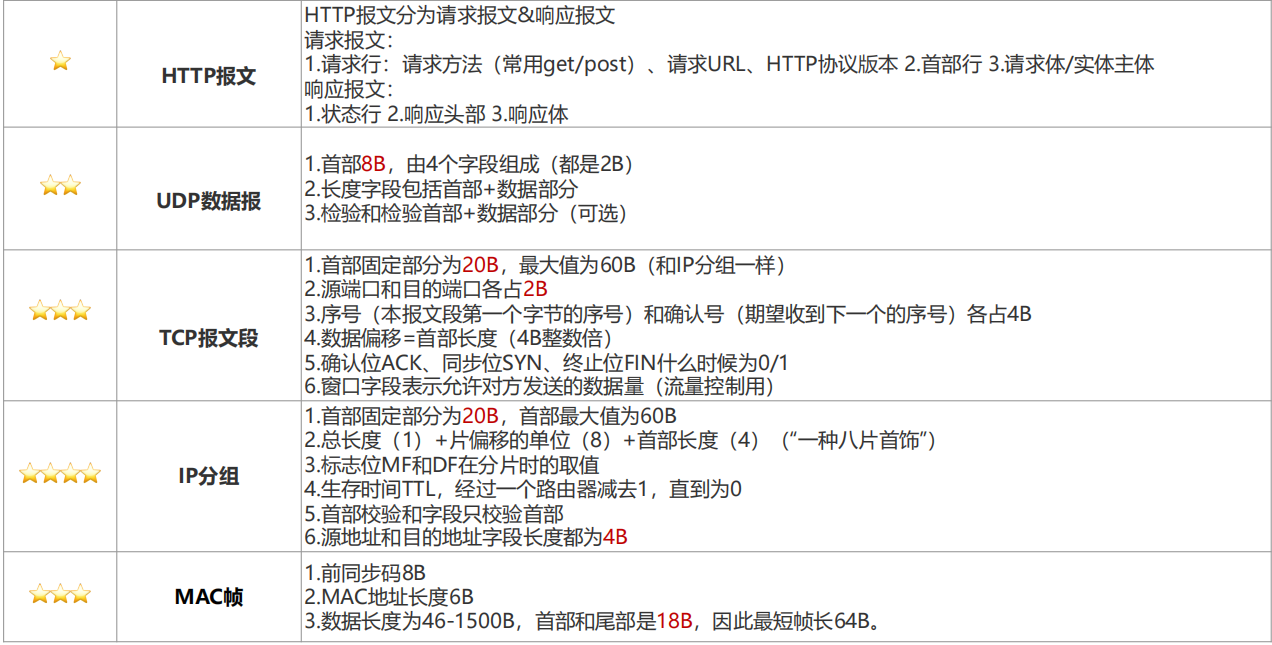 HTTP报文
HTTP报文分为请求报文&响应报文
请求报文：
1.请求行：请求方法（常用get/post）、请求URL、HTTP协议版本 2.首部行 3.请求体/实体主体
响应报文：
1.状态行 2.响应头部 3.响应体
UDP数据报
1.首部8B，由4个字段组成（都是2B）
2.长度字段包括首部+数据部分
3.检验和检验首部+数据部分（可选）
TCP报文段
1.首部固定部分为20B，最大值为60B（和IP分组一样）
2.源端口和目的端口各占2B
3.序号（本报文段第一个字节的序号）和确认号（期望收到下一个的序号）各占4B
4.数据偏移=首部长度（4B整数倍）
5.确认位ACK、同步位SYN、终止位FIN什么时候为0/1
6.窗口字段表示允许对方发送的数据量（流量控制用）
IP分组
1.首部固定部分为20B，首部最大值为60B
2.总长度（1）+片偏移的单位（8）+首部长度（4）（“一种八片首饰”）
3.标志位MF和DF在分片时的取值
4.生存时间TTL，经过一个路由器减去1，直到为0
5.首部校验和字段只校验首部
6.源地址和目的地址字段长度都为4B
MAC帧
1.前同步码8B
2.MAC地址长度6B
3.数据长度为46-1500B，首部和尾部是18B，因此最短帧长64B。